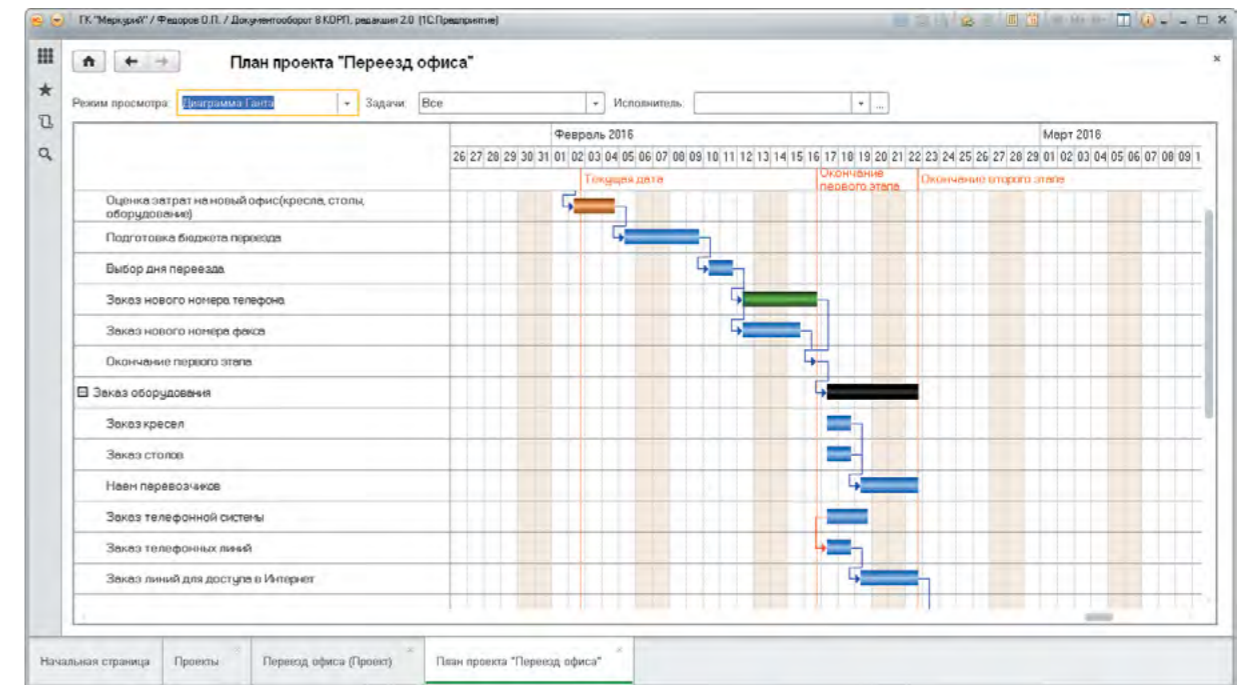 ГК "Меркурий" / Федоров О.П. / Документооборот 8 КОРП, редакция 2.0 (1С:Предприятие)
План проекта "Переезд офиса"
Режим просмотра: Диаграмма Ганта Задачи: Все Исполнитель:
Февраль 2016 Март 2016
26 27 28 29 30 31 01 02 03 04 05 06 07 08 09 10 11 12 13 14 15 16 17 18 19 20 21 22 23 24 25 26 27 28 29 01 02 03 04 05 06 07 08 09 1
Текущая дата Окончание первого этапа Окончание второго этапа
Оценка затрат на новый офис(кресла, столы,
оборудование)
Подготовка бюджета переезда
Выбор дня переезда
Заказ нового номера телефона
Заказ нового номера факса
Окончание первого этапа
Заказ оборудования
Заказ кресел
Заказ столов
Наем перевозчиков
Заказ телефонной системы
Заказ телефонных линий
Заказ линий для доступа в Интернет
Начальная страница Проекты Переезд офиса (Проект) План проекта "Переезд офиса"